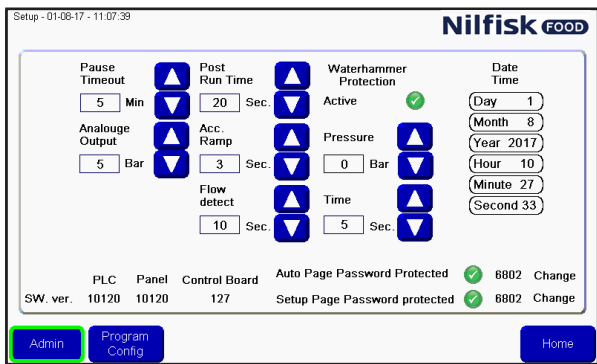 Setup - 01-08-17 - 11:07:39
Nilfisk FOOD
Pause Timeout
5 Min
Analouge Output
5 Bar
Post Run Time
20 Sec.
Acc. Ramp
3 Sec.
Flow detect
10 Sec.
Waterhammer Protection
Active
Pressure
0 Bar
Time
5 Sec.
Date Time
Day 1
Month 8
Year 2017
Hour 10
Minute 27
Second 33
PLC Panel Control Board
SW. ver. 10120 10120 127
Auto Page Password Protected 6802 Change
Setup Page Password protected 6802 Change
Admin
Program Config
Home